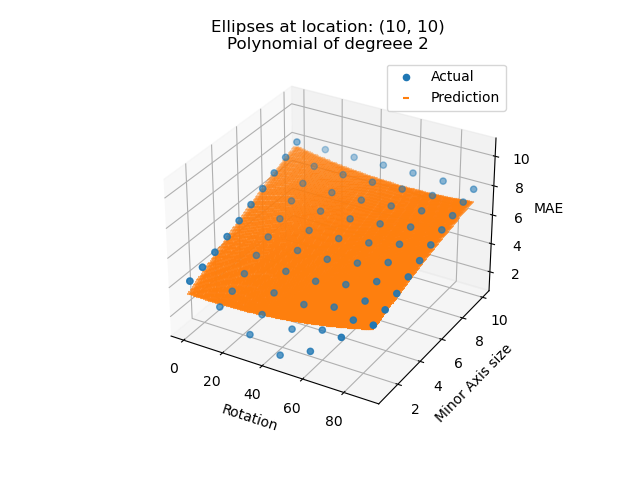 Ellipses at location: (10, 10)
Polynomial of degreee 2
Actual
Prediction
10
8
6
4
2
MAE
10
8
6
4
2
Minor Axis size
0
20
40
60
80
Rotation